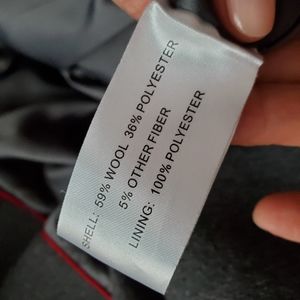 SHELL: 59% WOOL 36% POLYESTER
5% OTHER FIBER
LINING: 100% POLYESTER